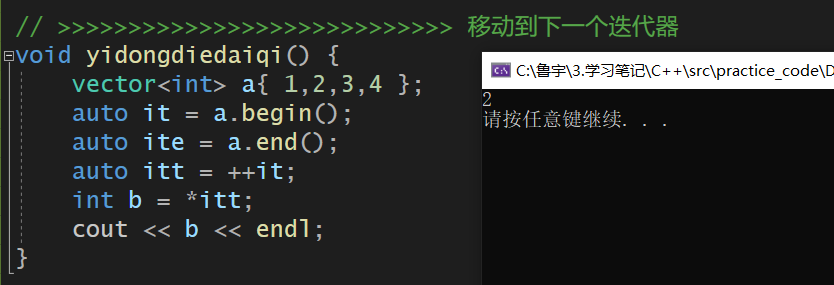 // >>>>>>>>>>>>>>>>>>>>>>>>>>>> 移动到下一个迭代器
void yidongdiedaiqi() {
vector<int> a{ 1,2,3,4 };
auto it = a.begin();
auto ite = a.end();
auto itt = ++it;
int b = *itt;
cout << b << endl;
}
C:\鲁宇\3.学习笔记\C++\src\practice_code\D
2
请按任意键继续. . .